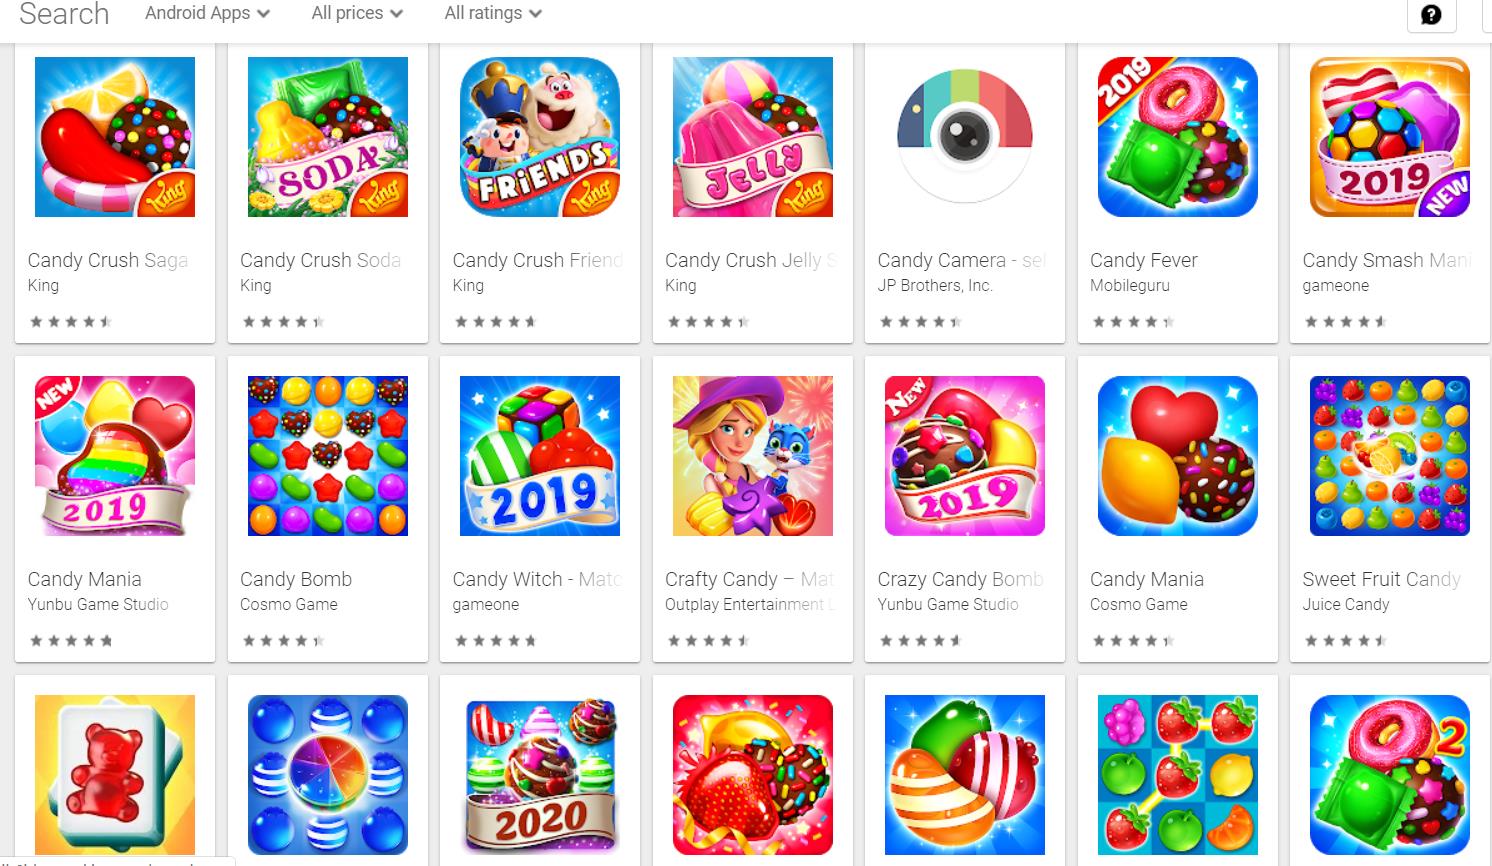 Search Android Apps All prices All ratings
King
SODA
King
FRiENDS
King
JELLY
King
2019
2019
NEW
Candy Crush Saga
King
Candy Crush Soda
King
Candy Crush Friend
King
Candy Crush Jelly S
King
Candy Camera - sel
JP Brothers, Inc.
Candy Fever
Mobileguru
Candy Smash Mani
gameone
NEW
2019
2019
NEW
2019
Candy Mania
Yunbu Game Studio
Candy Bomb
Cosmo Game
Candy Witch - Matc
gameone
Crafty Candy – Mat
Outplay Entertainment L
Crazy Candy Bomb
Yunbu Game Studio
Candy Mania
Cosmo Game
Sweet Fruit Candy
Juice Candy
2020
2